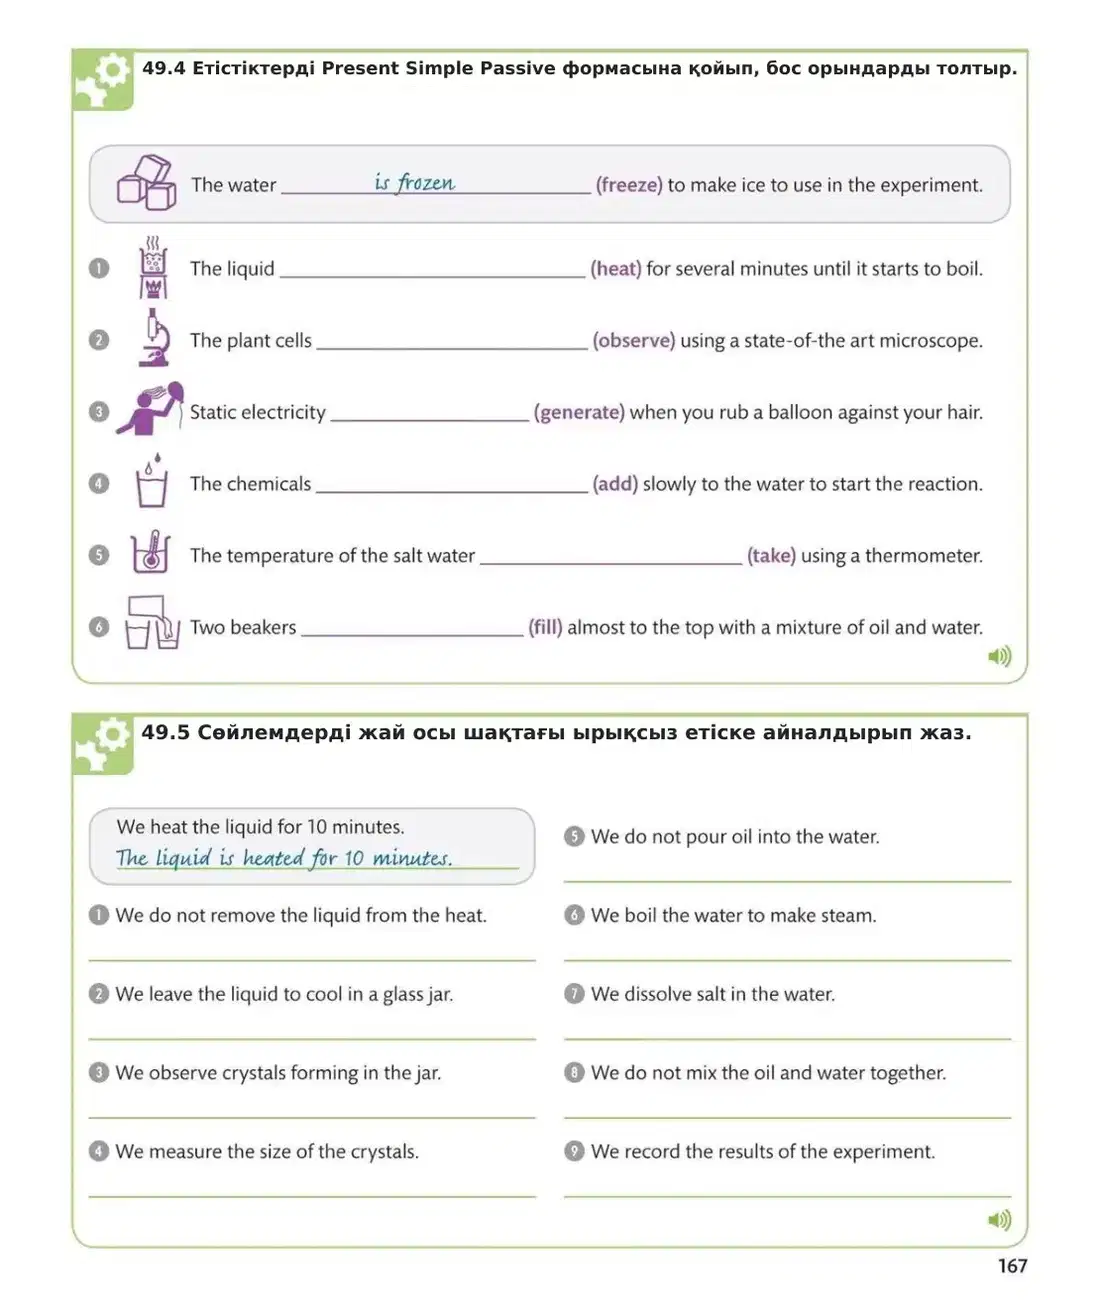 49.4 Етістіктерді Present Simple Passive формасына қойып, бос орындарды толтыр.
The water is frozen (freeze) to make ice to use in the experiment.
1 The liquid ____ (heat) for several minutes until it starts to boil.
2 The plant cells ____ (observe) using a state-of-the art microscope.
3 Static electricity ____ (generate) when you rub a balloon against your hair.
4 The chemicals ____ (add) slowly to the water to start the reaction.
5 The temperature of the salt water ____ (take) using a thermometer.
6 Two beakers ____ (fill) almost to the top with a mixture of oil and water.
49.5 Сөйлемдерді жай осы шақтағы ырықсыз етіске айналдырып жаз.
We heat the liquid for 10 minutes.
The liquid is heated for 10 minutes.
1 We do not remove the liquid from the heat.
2 We leave the liquid to cool in a glass jar.
3 We observe crystals forming in the jar.
4 We measure the size of the crystals.
5 We do not pour oil into the water.
6 We boil the water to make steam.
7 We dissolve salt in the water.
8 We do not mix the oil and water together.
9 We record the results of the experiment.
167